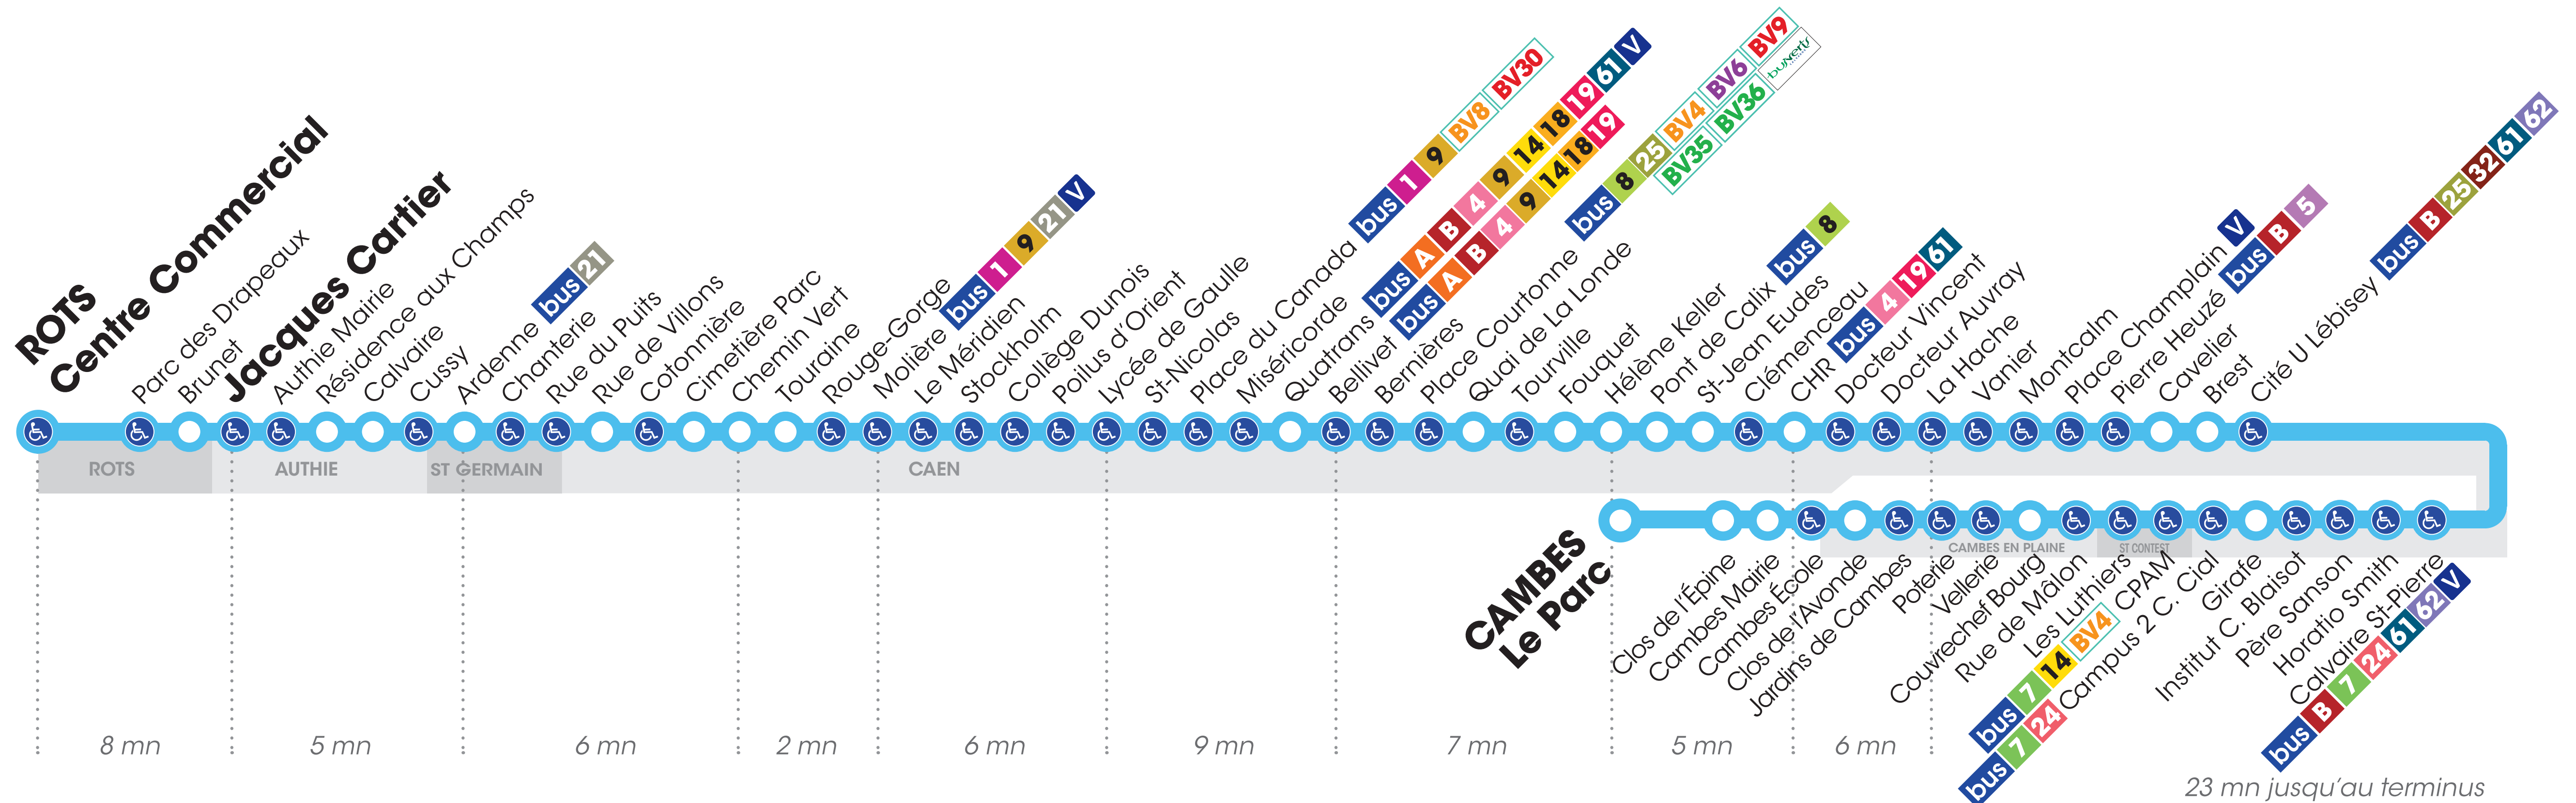 ROTS
Centre Commercial
Parc des Drapeaux
Brunet
Jacques Cartier
Authie Mairie
Résidence aux Champs
Calvaire
Cussy
Ardenne bus 21
Chanterie
Rue du Puits
Rue de Villons
Cotonnière
Cimetière Parc
Chemin Vert
Touraine
Rouge-Gorge
Molière bus 1 9 21 V
Le Méridien
Stockholm
Collège Dunois
Poilus d'Orient
Lycée de Gaulle
St-Nicolas
Place du Canada bus 1 9 BV8 BV30
Miséricorde
Quatrans bus A B 4 9 14 18 19 61 V
Bellivet bus A B 4 9 14 18 19
Bernières
Place Courtonne bus 8 25 BV4 BV6 BV9
BV35 BV36 busverts
Quai de La Londe
Tourville
Fouquet
Hélène Keller
Pont de Calix bus 8
St-Jean Eudes
Clémenceau
CHR bus 4 19 61
Docteur Vincent
Docteur Auvray
La Hache
Vanier
Montcalm
Place Champlain V
Pierre Heuzé bus B 5
Cavelier
Brest
Cité U Lébisey bus B 25 32 61 62
ROTS
AUTHIE
ST GERMAIN
CAEN
CAMBES
Le Parc
Clos de l'Épine
Cambes Mairie
Cambes École
Clos de l'Avonde
Jardins de Cambes
Poterie
Vellerie
Couvrechef Bourg
Rue de Mâlon
Les Luthiers
bus 7 14 BV4 CPAM
bus 7 24 Campus 2 C. Cial
Girafe
Institut C. Blaisot
Père Sanson
Horatio Smith
Calvaire St-Pierre
bus B 7 24 61 62 V
CAMBES EN PLAINE
ST CONTEST
8 mn
5 mn
6 mn
2 mn
6 mn
9 mn
7 mn
5 mn
6 mn
23 mn jusqu'au terminus